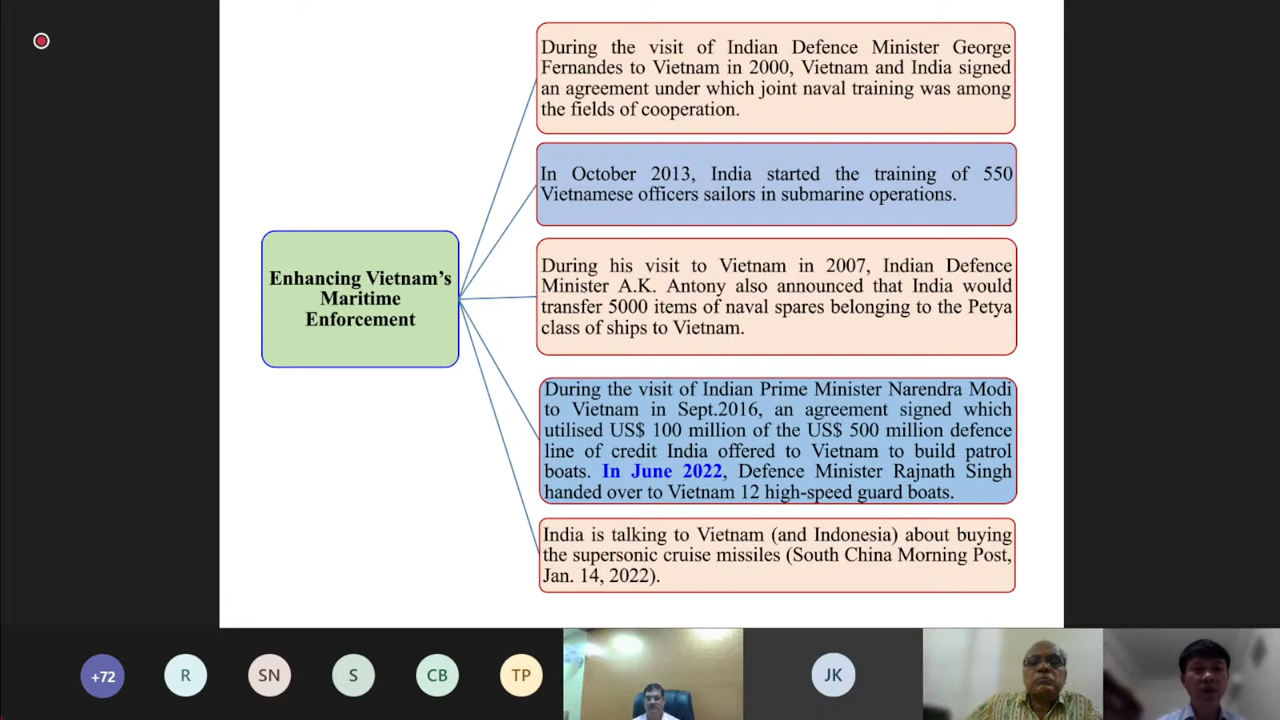 During the visit of Indian Defence Minister George
Fernandes to Vietnam in 2000, Vietnam and India signed
an agreement under which joint naval training was among
the fields of cooperation.
In October 2013, India started the training of 550
Vietnamese officers sailors in submarine operations.
Enhancing Vietnam's
Maritime
Enforcement
During his visit to Vietnam in 2007, Indian Defence
Minister A.K. Antony also announced that India would
transfer 5000 items of naval spares belonging to the Petya
class of ships to Vietnam.
During the visit of Indian Prime Minister Narendra Modi
to Vietnam in Sept.2016, an agreement signed which
utilised US$ 100 million of the US$ 500 million defence
line of credit India offered to Vietnam to build patrol
boats. In June 2022, Defence Minister Rajnath Singh
handed over to Vietnam 12 high-speed guard boats.
India is talking to Vietnam (and Indonesia) about buying
the supersonic cruise missiles (South China Morning Post,
Jan. 14, 2022).
+72 R SN S CB TP JK